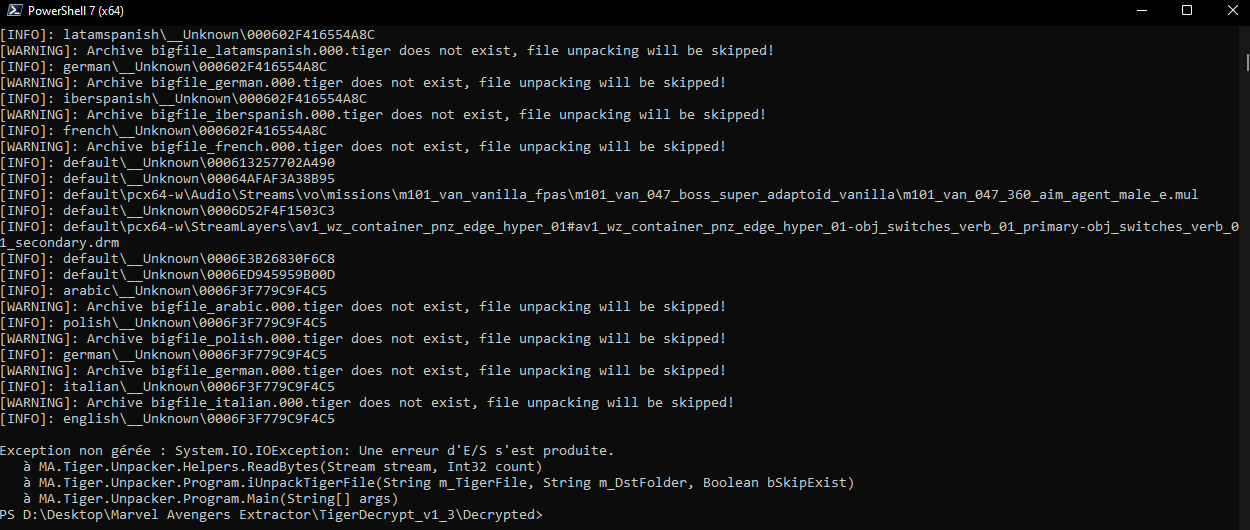 PowerShell 7 (x64)
[INFO]: latamspanish\__Unknown\000602F416554A8C
[WARNING]: Archive bigfile_latamspanish.000.tiger does not exist, file unpacking will be skipped!
[INFO]: german\__Unknown\000602F416554A8C
[WARNING]: Archive bigfile_german.000.tiger does not exist, file unpacking will be skipped!
[INFO]: iberspanish\__Unknown\000602F416554A8C
[WARNING]: Archive bigfile_iberspanish.000.tiger does not exist, file unpacking will be skipped!
[INFO]: french\__Unknown\000602F416554A8C
[WARNING]: Archive bigfile_french.000.tiger does not exist, file unpacking will be skipped!
[INFO]: default\__Unknown\000613257702A490
[INFO]: default\__Unknown\00064AFAF3A38B95
[INFO]: default\pcx64-w\Audio\Streams\vo\missions\m101_van_vanilla_fpas\m101_van_047_boss_super_adaptoid_vanilla\m101_van_047_360_aim_agent_male_e.mul
[INFO]: default\__Unknown\0006D52F4F1503C3
[INFO]: default\pcx64-w\StreamLayers\av1_wz_container_pnz_edge_hyper_01#av1_wz_container_pnz_edge_hyper_01-obj_switches_verb_01_primary-obj_switches_verb_0
1_secondary.drm
[INFO]: default\__Unknown\0006E3B26830F6C8
[INFO]: default\__Unknown\0006ED945959B00D
[INFO]: arabic\__Unknown\0006F3F779C9F4C5
[WARNING]: Archive bigfile_arabic.000.tiger does not exist, file unpacking will be skipped!
[INFO]: polish\__Unknown\0006F3F779C9F4C5
[WARNING]: Archive bigfile_polish.000.tiger does not exist, file unpacking will be skipped!
[INFO]: german\__Unknown\0006F3F779C9F4C5
[WARNING]: Archive bigfile_german.000.tiger does not exist, file unpacking will be skipped!
[INFO]: italian\__Unknown\0006F3F779C9F4C5
[WARNING]: Archive bigfile_italian.000.tiger does not exist, file unpacking will be skipped!
[INFO]: english\__Unknown\0006F3F779C9F4C5
Exception non gérée : System.IO.IOException: Une erreur d'E/S s'est produite.
à MA.Tiger.Unpacker.Helpers.ReadBytes(Stream stream, Int32 count)
à MA.Tiger.Unpacker.Program.iUnpackTigerFile(String m_TigerFile, String m_DstFolder, Boolean bSkipExist)
à MA.Tiger.Unpacker.Program.Main(String[] args)
PS D:\Desktop\Marvel Avengers Extractor\TigerDecrypt_v1_3\Decrypted>